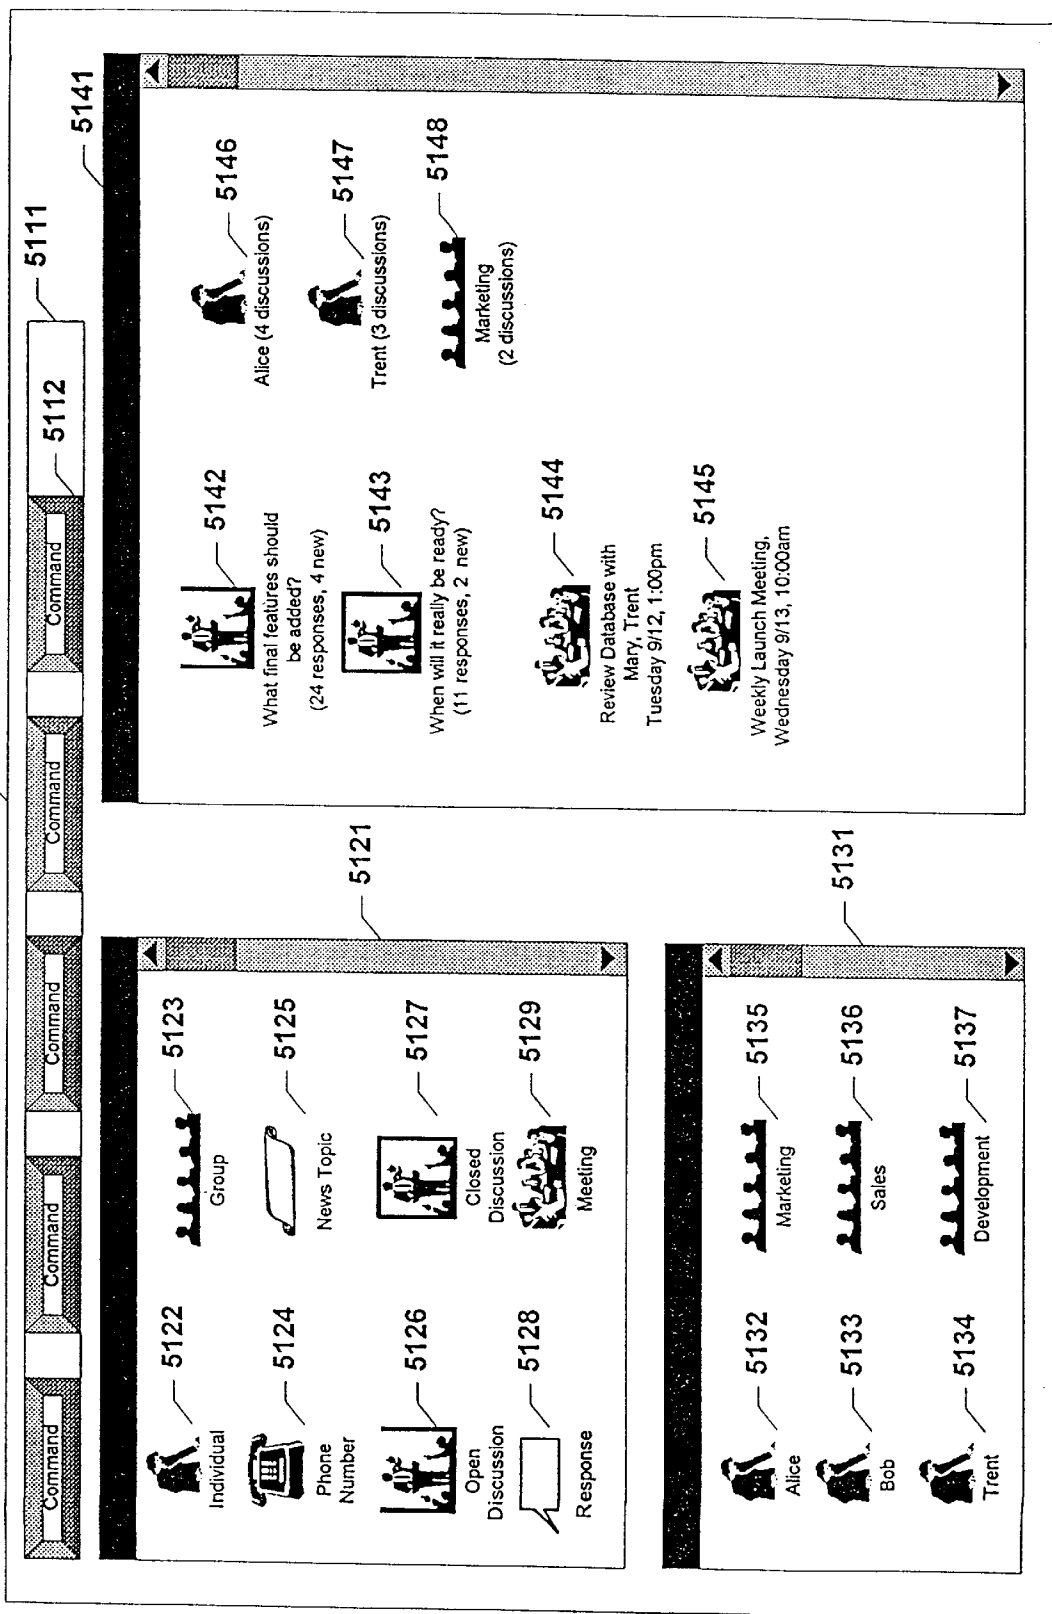 5111
Command
Command
Command
Command
Command
5112
5121
5122
Individual
5123
Group
5124
Phone
Number
5125
News Topic
5126
Open
Discussion
5127
Closed
Discussion
5128
Response
5129
Meeting
5131
5132
Alice
5135
Marketing
5133
Bob
5136
Sales
5134
Trent
5137
Development
5141
5142
What final features should
be added?
(24 responses, 4 new)
5146
Alice (4 discussions)
5143
When will it really be ready?
(11 responses, 2 new)
5147
Trent (3 discussions)
5148
Marketing
(2 discussions)
5144
Review Database with
Mary, Trent
Tuesday 9/12, 1:00pm
5145
Weekly Launch Meeting,
Wednesday 9/13, 10:00am